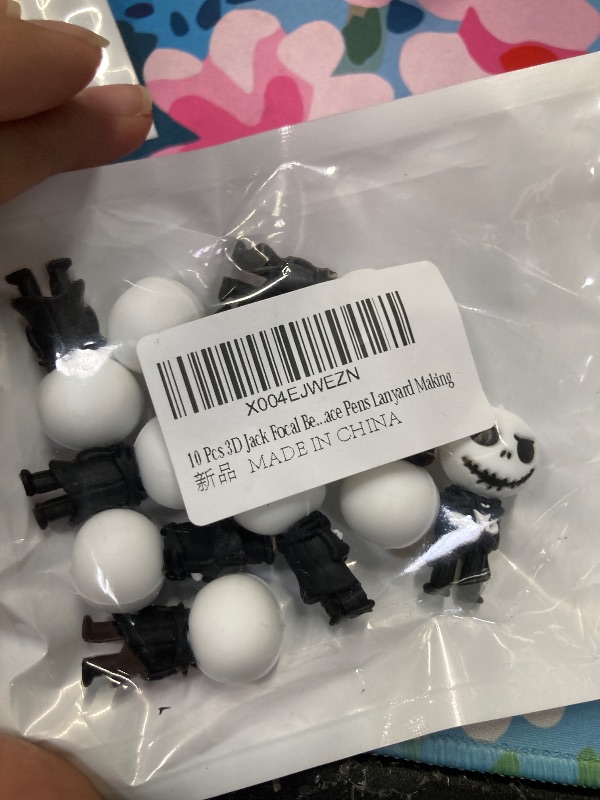 X004EJWEZN
10 Pcs 3D Jack Focal Be...ace Pens Lanyard Making
新品 MADE IN CHINA